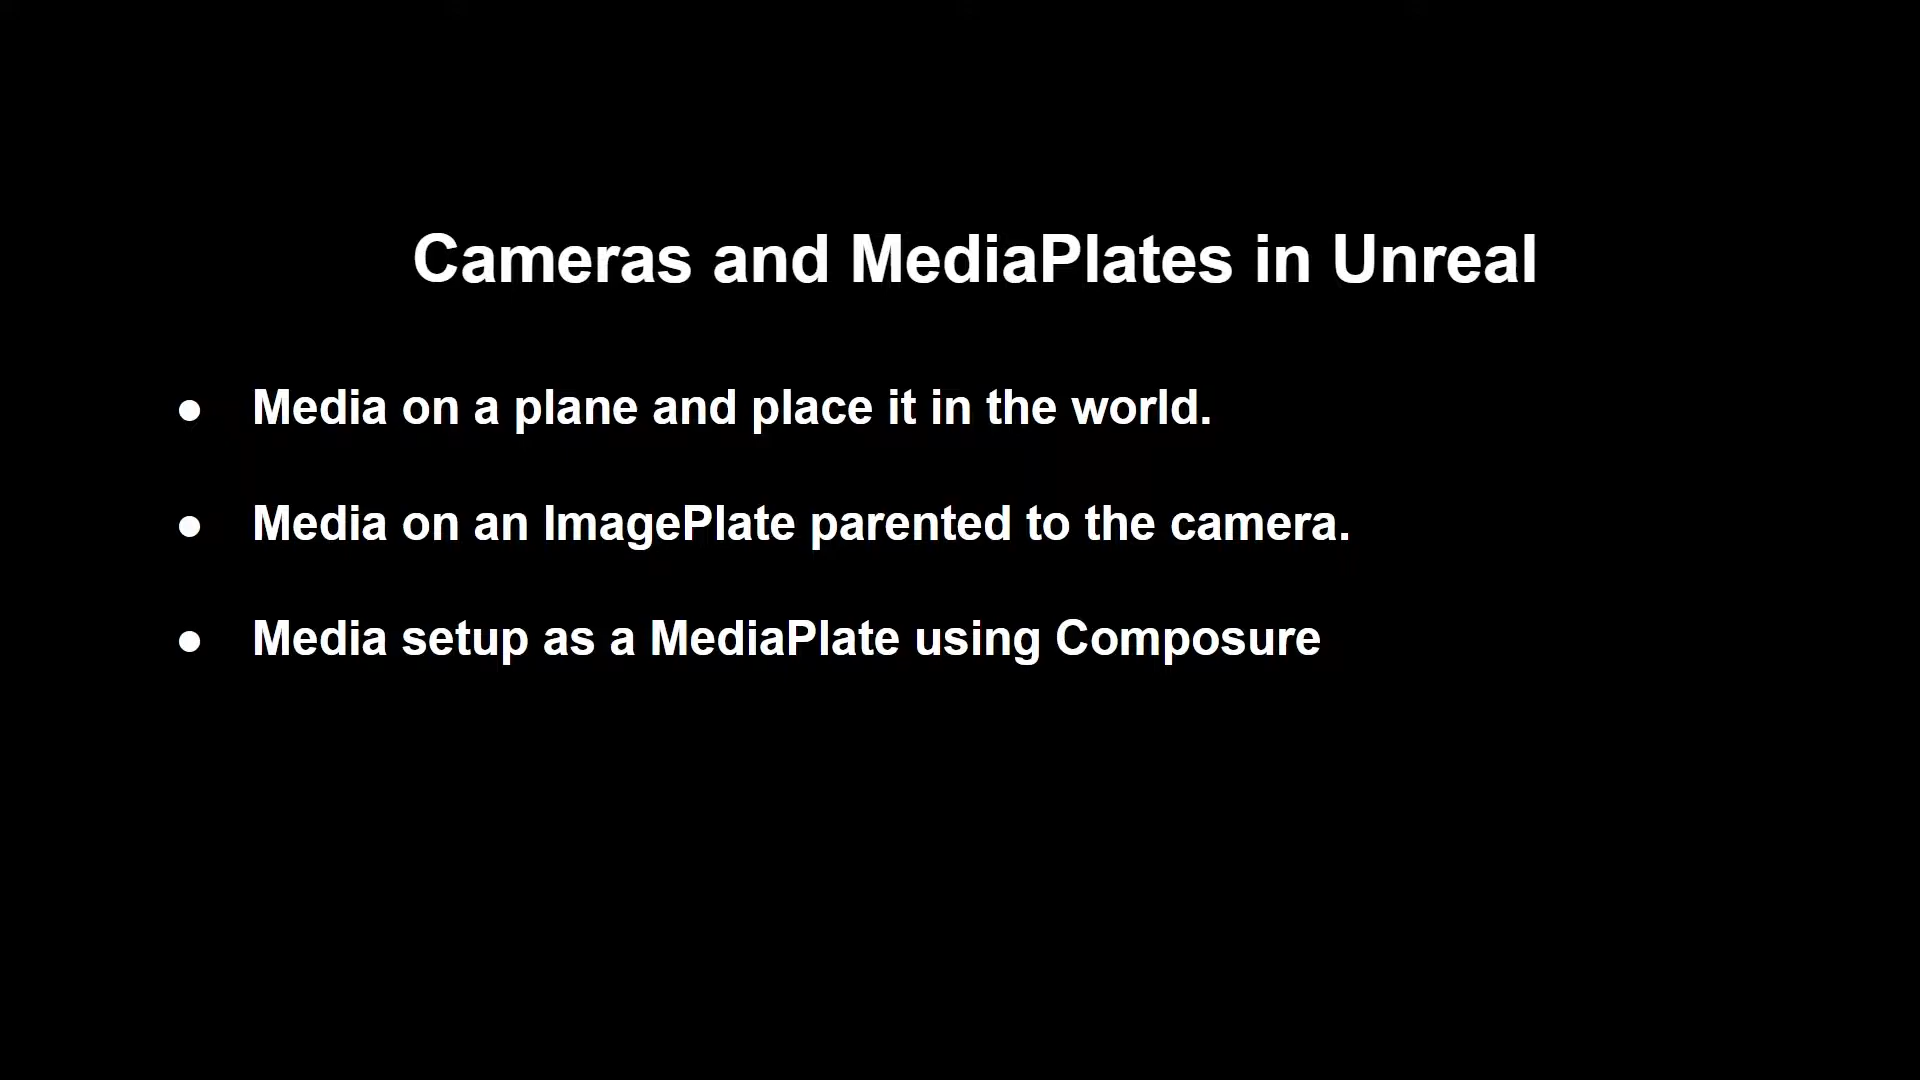 Cameras and MediaPlates in Unreal
● Media on a plane and place it in the world.
● Media on an ImagePlate parented to the camera.
● Media setup as a MediaPlate using Composure